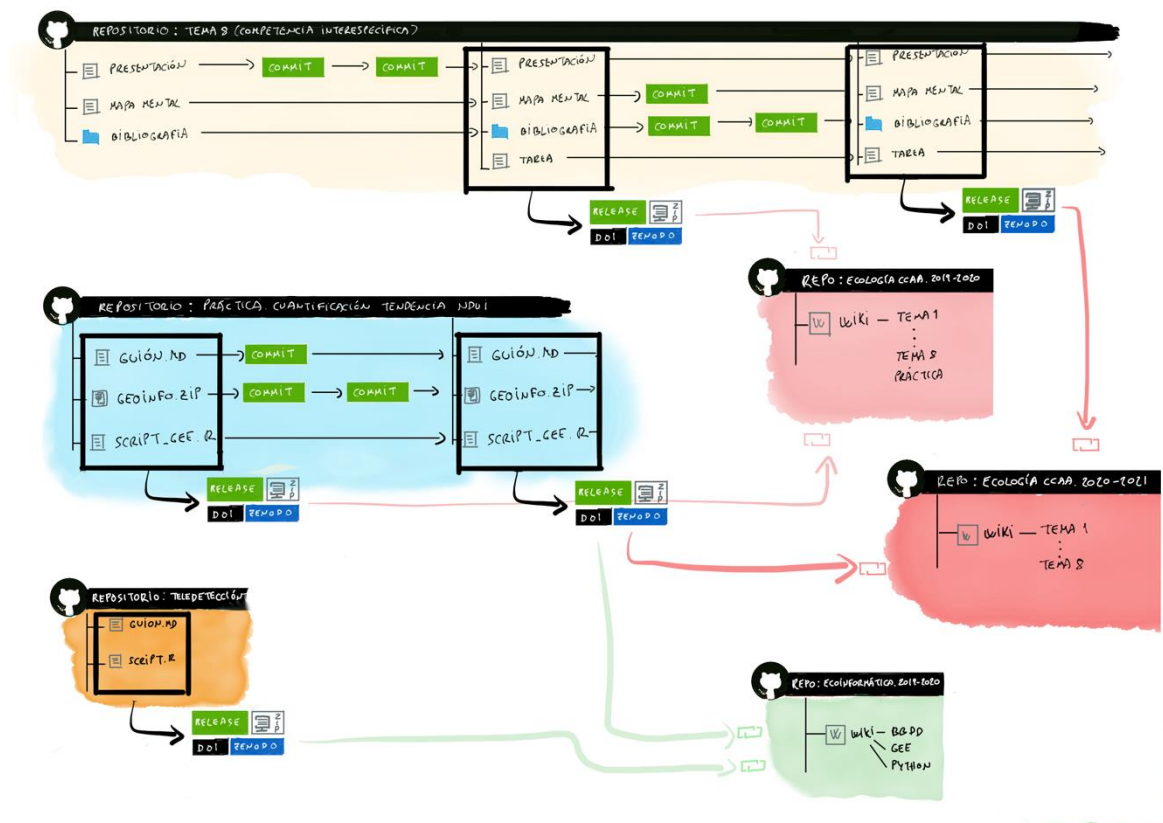 REPOSITORIO: TEMA 8 (COMPETENCIA INTERESPECÍFICA)
PRESENTACIÓN
COMMIT
COMMIT
PRESENTACIÓN
PRESENTACIÓN
MAPA MENTAL
MAPA MENTAL
COMMIT
MAPA MENTAL
BIBLIOGRAFÍA
BIBLIOGRAFÍA
COMMIT
COMMIT
BIBLIOGRAFÍA
TAREA
TAREA
RELEASE
ZIP
DOI
ZENODO
RELEASE
ZIP
DOI
ZENODO
REPO: ECOLOGÍA CCAA. 2019-2020
W
WIKI — TEMA 1
TEMA 8
PRÁCTICA
REPOSITORIO: PRÁCTICA. CUANTIFICACIÓN TENDENCIA NDVI
GUIÓN.MD
COMMIT
GUIÓN.MD
GEOINFO.ZIP
COMMIT
COMMIT
GEOINFO.ZIP
SCRIPT_GEE.R
SCRIPT_GEE.R
RELEASE
ZIP
DOI
ZENODO
RELEASE
ZIP
DOI
ZENODO
REPO: ECOLOGÍA CCAA. 2020-2021
W
WIKI — TEMA 1
TEMA 8
REPOSITORIO: TELEDETECCIÓN
GUIÓN.MD
SCRIPT.R
RELEASE
ZIP
DOI
ZENODO
REPO: ECOINFORMÁTICA. 2019-2020
W
WIKI — BBDD
GEE
PYTHON